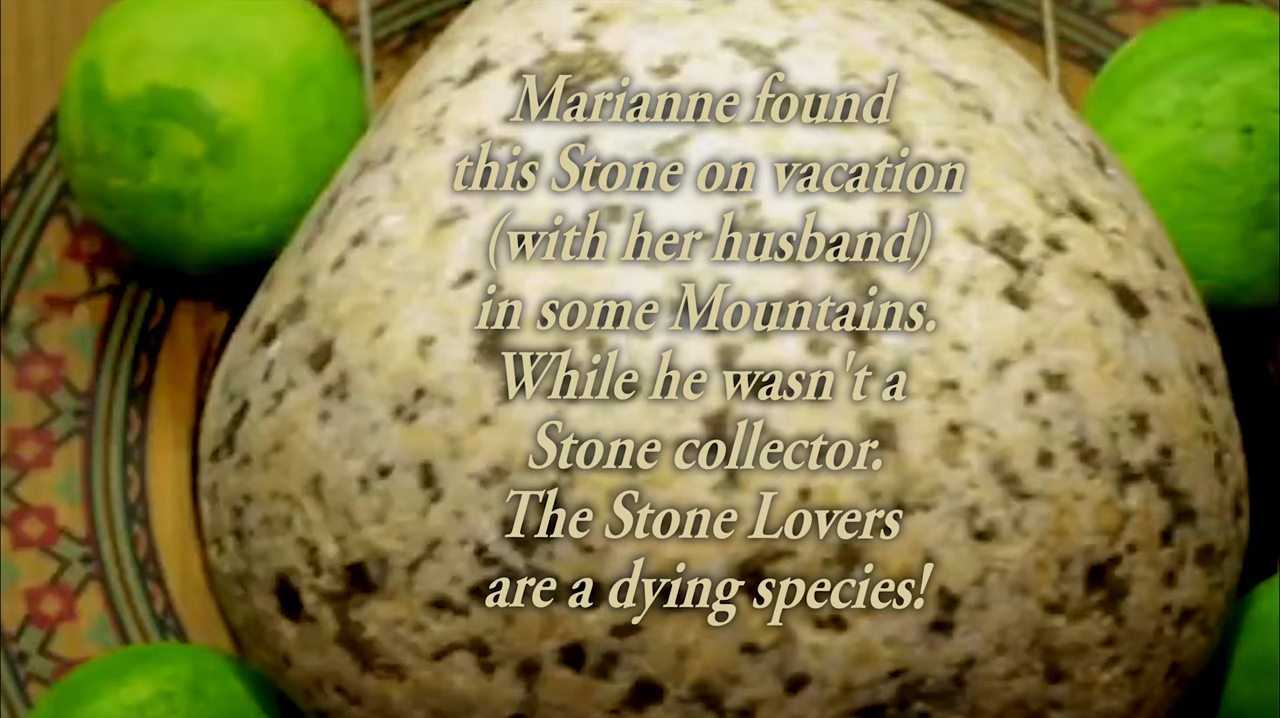 Marianne found
this Stone on vacation
(with her husband)
in some Mountains.
While he wasn't a
Stone collector.
The Stone Lovers
are a dying species!